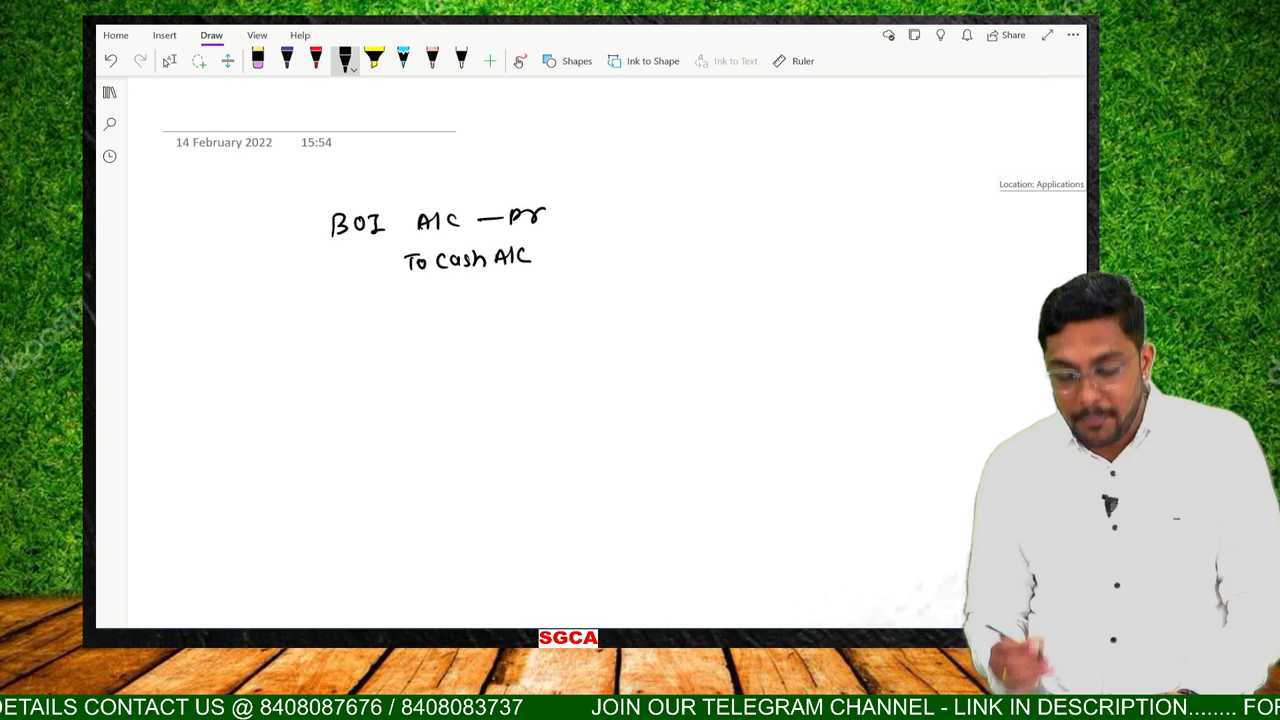 Home Insert Draw View Help
Share
Shapes Ink to Shape Ink to Text Ruler
14 February 2022 15:54
Location: Applications
BOI A/C — Dr
To Cash A/C
SGCA
DETAILS CONTACT US @ 8408087676 / 8408083737 JOIN OUR TELEGRAM CHANNEL - LINK IN DESCRIPTION........ FOR